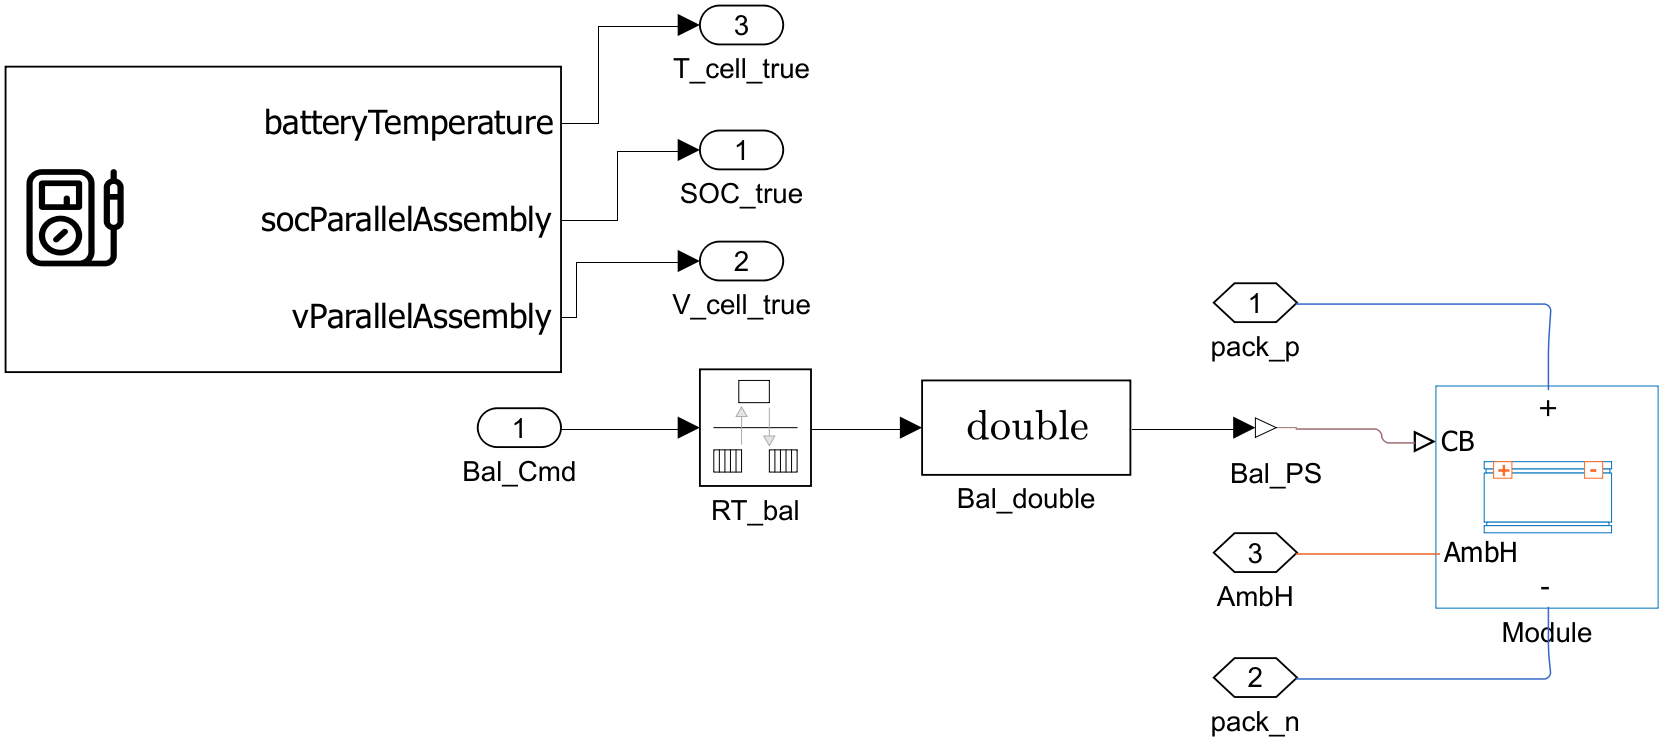 3
T_cell_true
batteryTemperature
1
SOC_true
socParallelAssembly
2
V_cell_true
vParallelAssembly
1
pack_p
1
Bal_Cmd
RT_bal
double
Bal_double
Bal_PS
+
CB
+ -
3
AmbH
AmbH
-
Module
2
pack_n